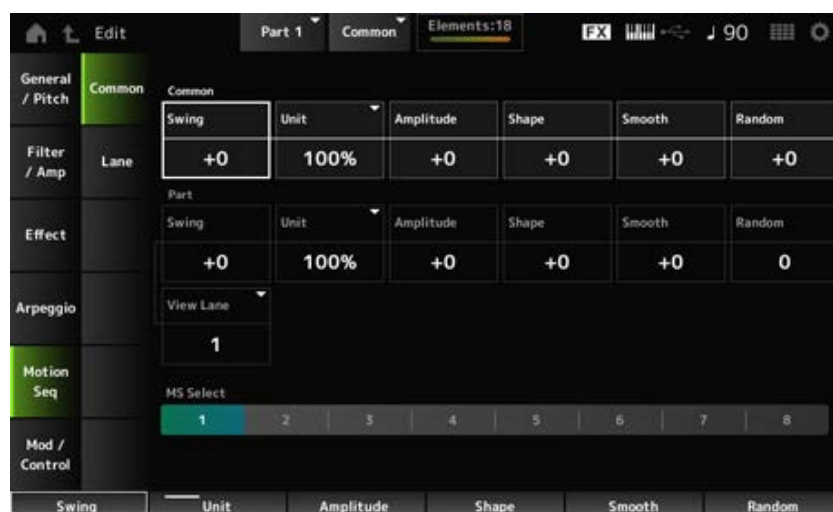 Edit Part 1 Common Elements:18 FX ♩ 90
General / Pitch
Filter / Amp
Effect
Arpeggio
Motion Seq
Mod / Control
Common
Lane
Common
Swing Unit Amplitude Shape Smooth Random
+0 100% +0 +0 +0 +0
Part
Swing Unit Amplitude Shape Smooth Random
+0 100% +0 +0 +0 0
View Lane
1
MS Select
1 2 3 4 5 6 7 8
Swing Unit Amplitude Shape Smooth Random